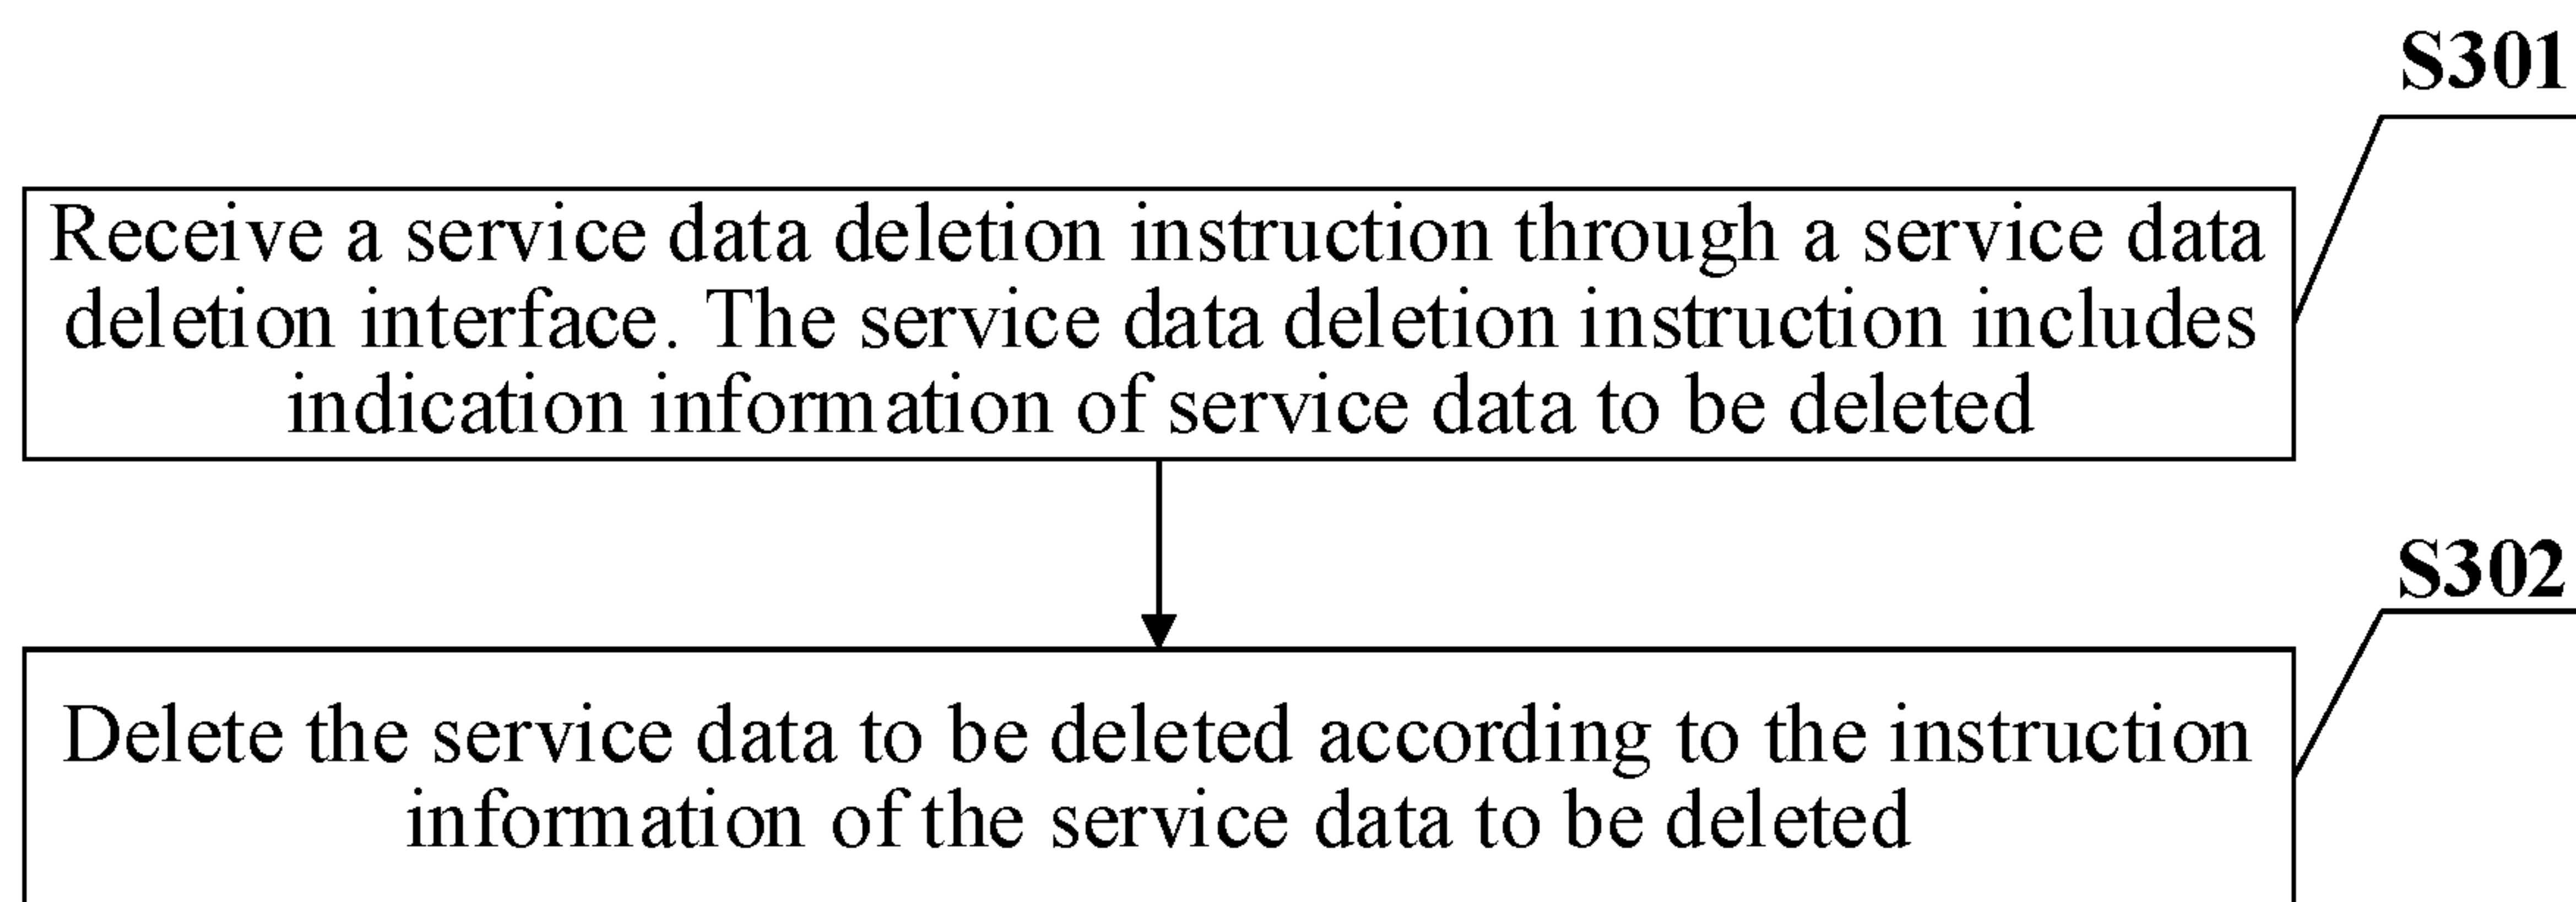 S301
Receive a service data deletion instruction through a service data
deletion interface. The service data deletion instruction includes
indication information of service data to be deleted
S302
Delete the service data to be deleted according to the instruction
information of the service data to be deleted